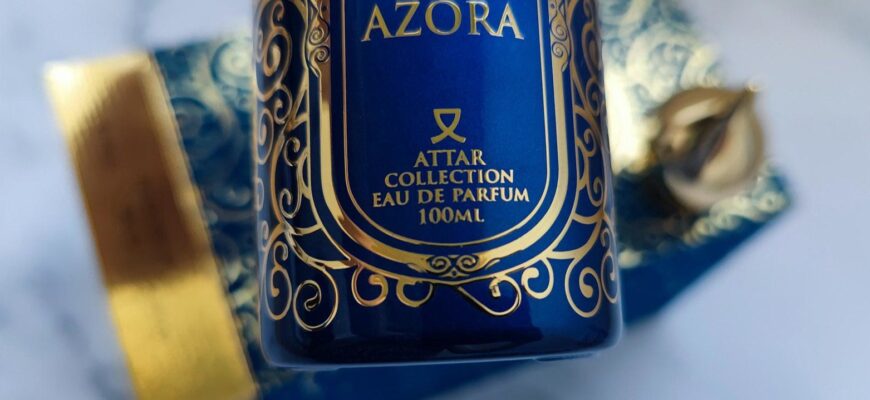 AZORA
ATTAR
COLLECTION
EAU DE PARFUM
100ML